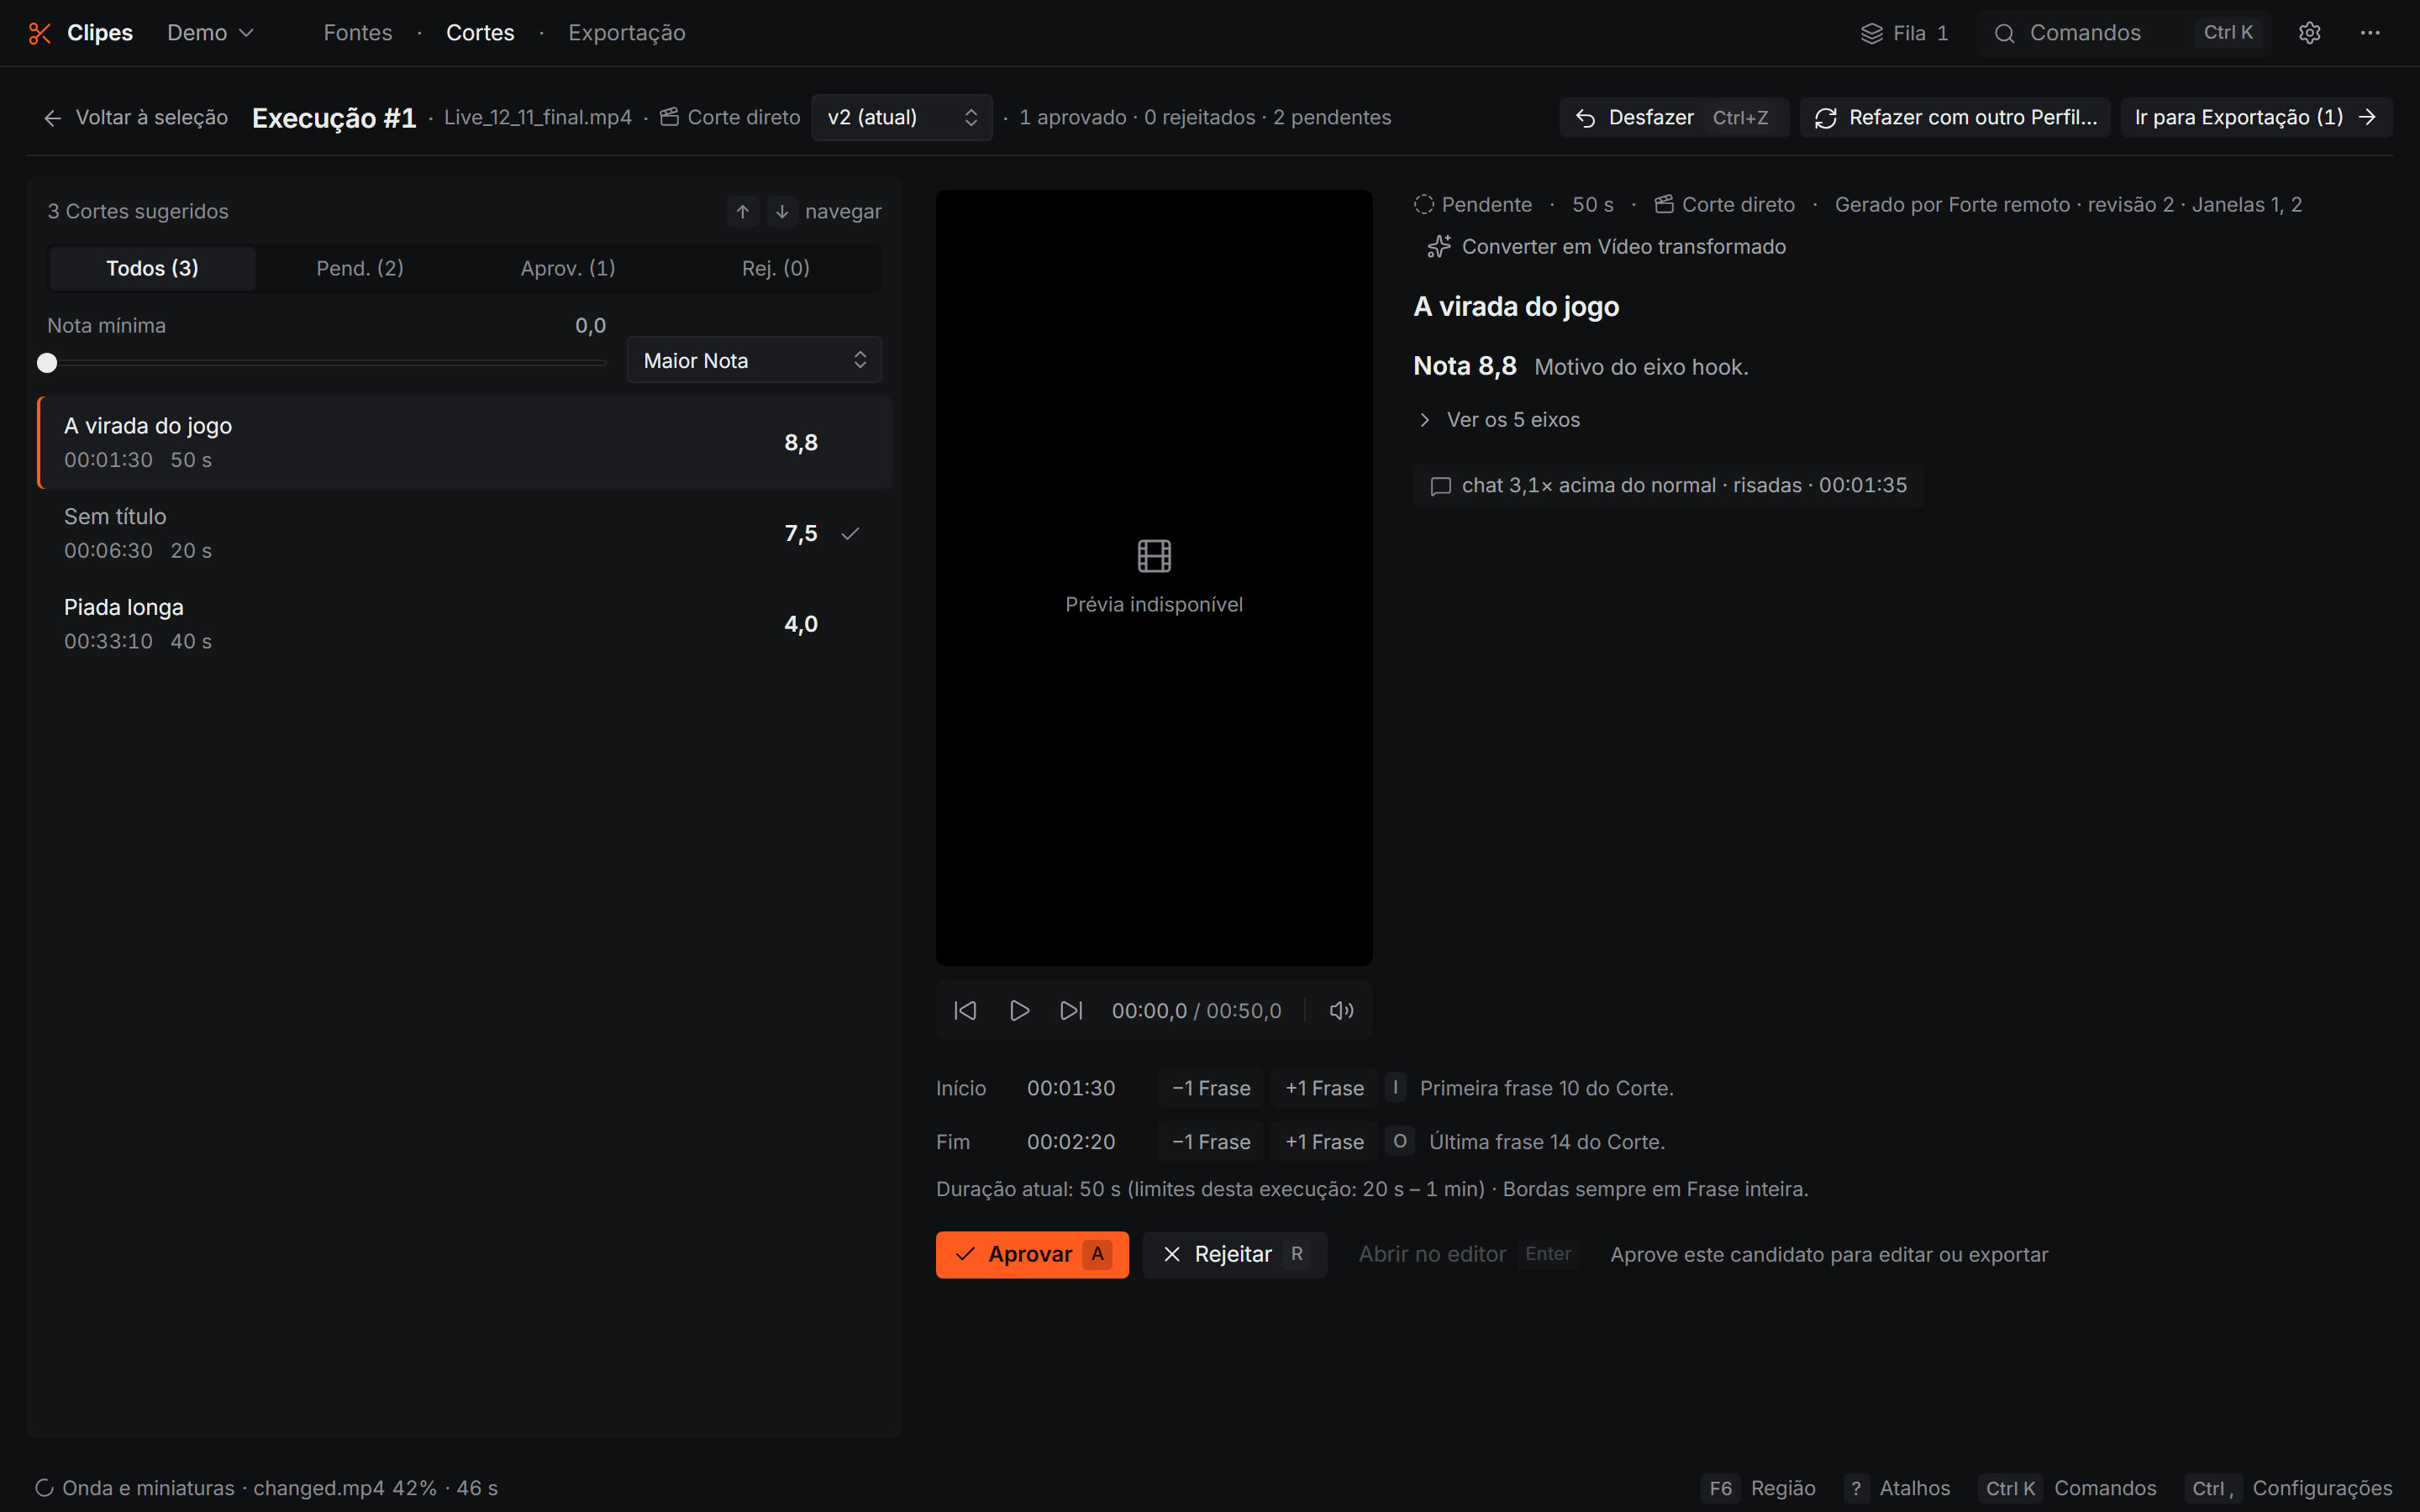 Clipes Demo Fontes · Cortes · Exportação Fila 1 Comandos Ctrl K
Voltar à seleção Execução #1 · Live_12_11_final.mp4 · Corte direto v2 (atual) · 1 aprovado · 0 rejeitados · 2 pendentes Desfazer Ctrl+Z Refazer com outro Perfil... Ir para Exportação (1)
3 Cortes sugeridos ↑ ↓ navegar
Todos (3) Pend. (2) Aprov. (1) Rej. (0)
Nota mínima 0,0
Maior Nota
A virada do jogo
00:01:30 50 s
8,8
Sem título
00:06:30 20 s
7,5
Piada longa
00:33:10 40 s
4,0
Prévia indisponível
00:00,0 / 00:50,0
Pendente · 50 s · Corte direto · Gerado por Forte remoto · revisão 2 · Janelas 1, 2
Converter em Vídeo transformado
A virada do jogo
Nota 8,8 Motivo do eixo hook.
Ver os 5 eixos
chat 3,1× acima do normal · risadas · 00:01:35
Início 00:01:30 −1 Frase +1 Frase I Primeira frase 10 do Corte.
Fim 00:02:20 −1 Frase +1 Frase O Última frase 14 do Corte.
Duração atual: 50 s (limites desta execução: 20 s – 1 min) · Bordas sempre em Frase inteira.
Aprovar A Rejeitar R Abrir no editor Enter Aprove este candidato para editar ou exportar
Onda e miniaturas · changed.mp4 42% · 46 s F6 Região ? Atalhos Ctrl K Comandos Ctrl , Configurações